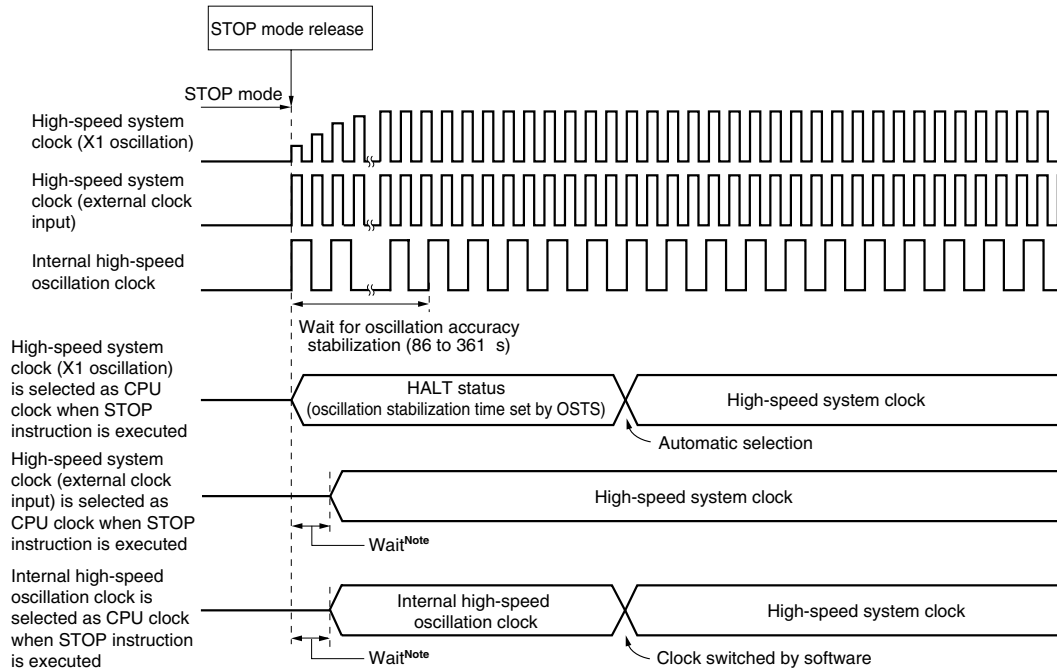 STOP mode release
STOP mode
High-speed system
clock (X1 oscillation)
High-speed system
clock (external clock
input)
Internal high-speed
oscillation clock
Wait for oscillation accuracy
stabilization (86 to 361 s)
High-speed system
clock (X1 oscillation)
is selected as CPU
clock when STOP
instruction is executed
HALT status
(oscillation stabilization time set by OSTS)
High-speed system clock
Automatic selection
High-speed system
clock (external clock
input) is selected as
CPU clock when STOP
instruction is executed
High-speed system clock
Wait Note
Internal high-speed
oscillation clock is
selected as CPU clock
when STOP instruction
is executed
Internal high-speed
oscillation clock
High-speed system clock
Wait Note
Clock switched by software